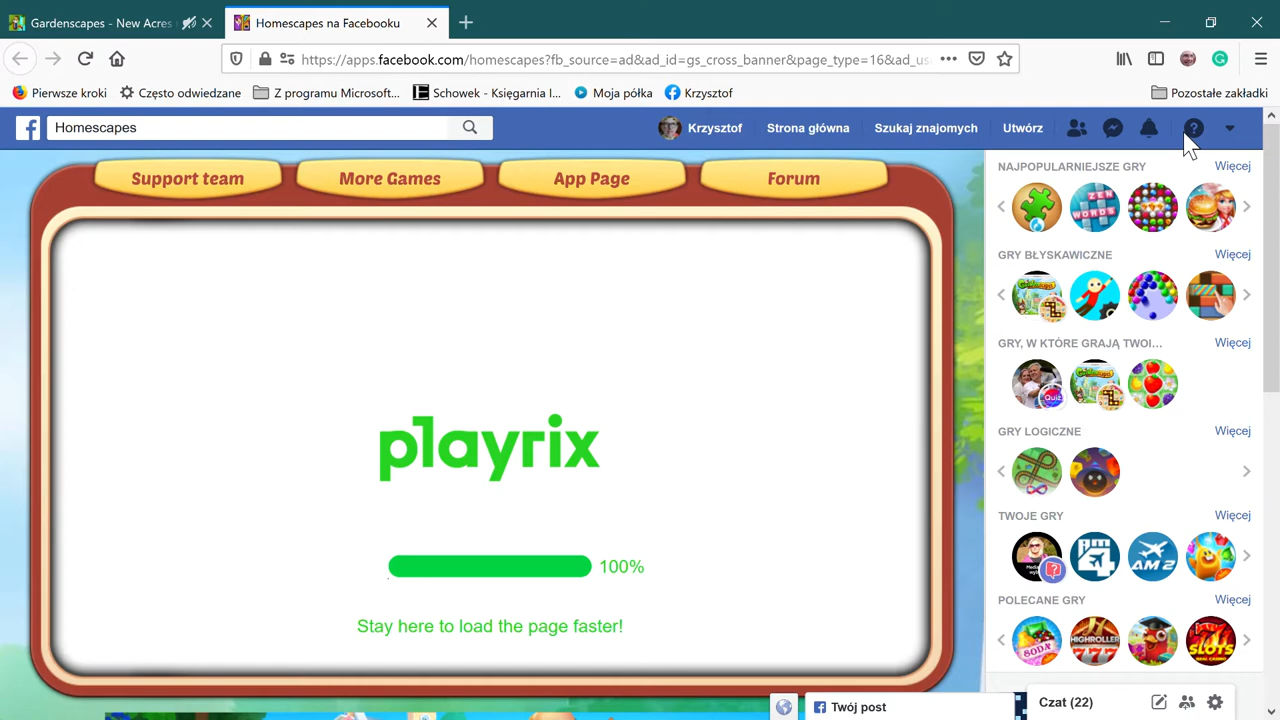 Gardenscapes - New Acres
Homescapes na Facebooku
https://apps.facebook.com/homescapes?fb_source=ad&ad_id=gs_cross_banner&page_type=16&ad_us
Pierwsze kroki
Często odwiedzane
Z programu Microsoft...
Schowek - Księgarnia I...
Moja półka
Krzysztof
Pozostałe zakładki
Homescapes
Krzysztof
Strona główna
Szukaj znajomych
Utwórz
Support team
More Games
App Page
Forum
playrix
100%
Stay here to load the page faster!
NAJPOPULARNIEJSZE GRY
Więcej
ZEN
WORDS
GRY BŁYSKAWICZNE
Więcej
GRY, W KTÓRE GRAJĄ TWOI...
Więcej
Quiz
GRY LOGICZNE
Więcej
TWOJE GRY
Więcej
AM4
AM 2
POLECANE GRY
Więcej
SODA
HIGHROLLER
777
777
SLOTS
Twój post
Czat (22)